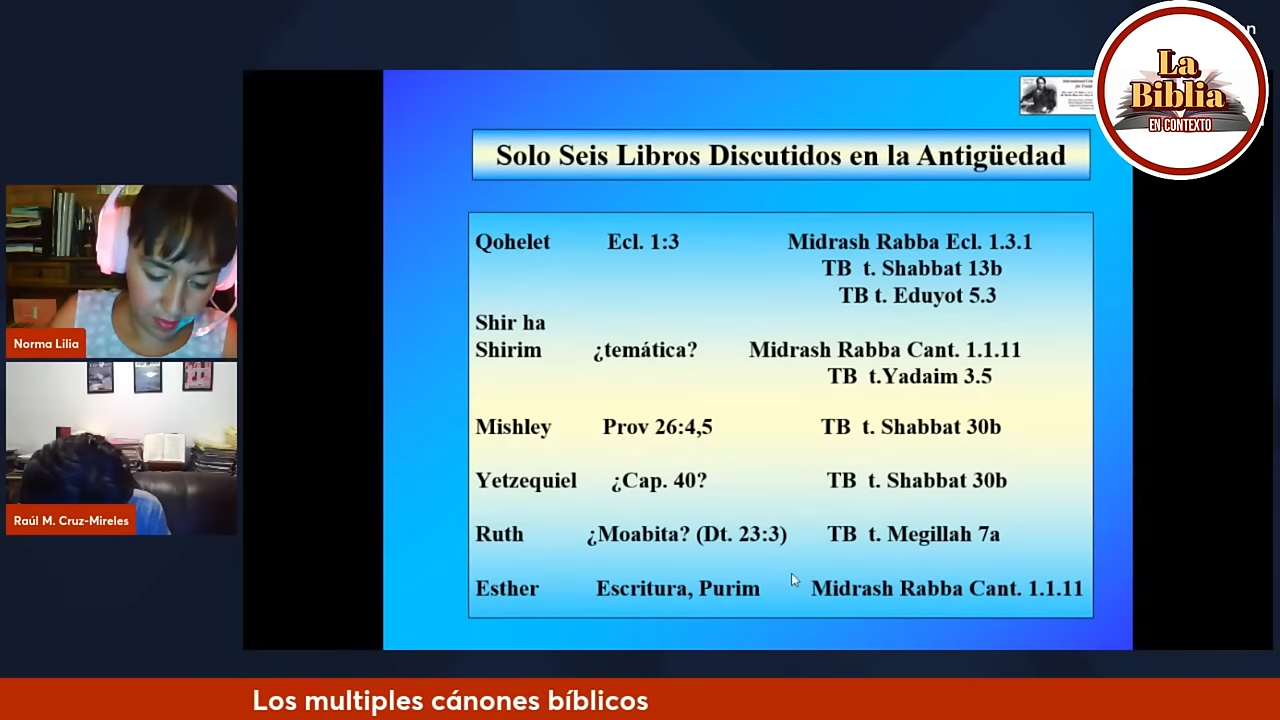 La
Biblia
EN CONTEXTO
Solo Seis Libros Discutidos en la Antigüedad
Qohelet Ecl. 1:3 Midrash Rabba Ecl. 1.3.1
TB t. Shabbat 13b
TB t. Eduyot 5.3
Shir ha
Shirim ¿temática? Midrash Rabba Cant. 1.1.11
TB t.Yadaim 3.5
Mishley Prov 26:4,5 TB t. Shabbat 30b
Yetzequiel ¿Cap. 40? TB t. Shabbat 30b
Ruth ¿Moabita? (Dt. 23:3) TB t. Megillah 7a
Esther Escritura, Purim Midrash Rabba Cant. 1.1.11
Norma Lilia
Raúl M. Cruz-Mireles
Los multiples cánones bíblicos